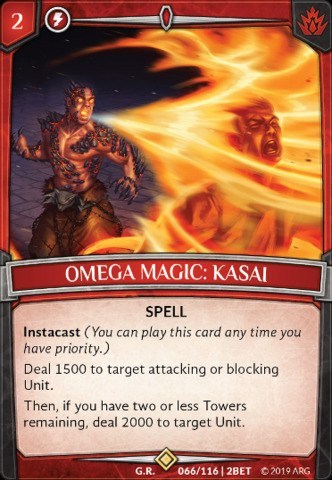 2
OMEGA MAGIC: KASAI
SPELL
Instacast (You can play this card any time you
have priority.)
Deal 1500 to target attacking or blocking
Unit.
Then, if you have two or less Towers
remaining, deal 2000 to target Unit.
G.R. 066/116 | 2BET © 2019 ARG